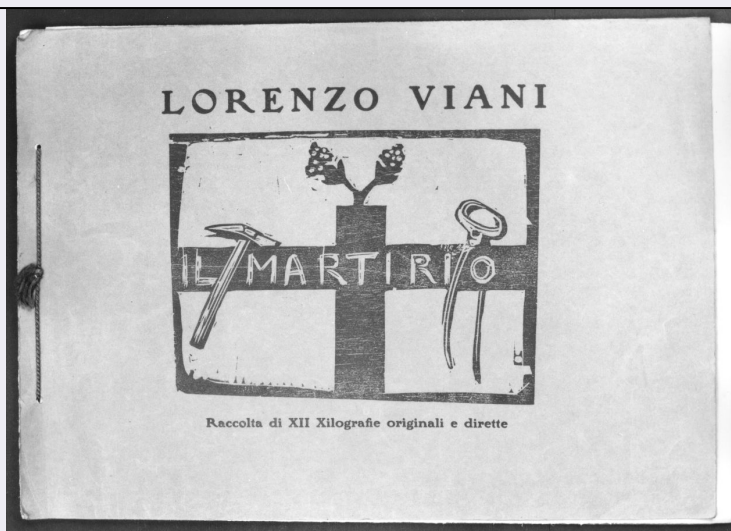 LORENZO VIANI
IL MARTIRIO
Raccolta di XII Xilografie originali e dirette